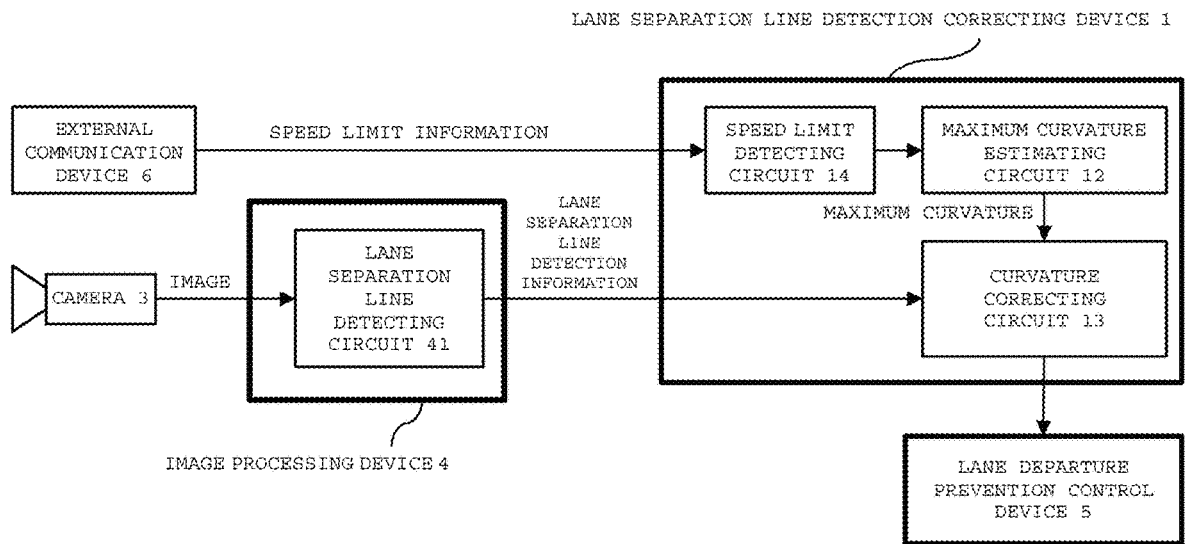 LANE SEPARATION LINE DETECTION CORRECTING DEVICE 1
EXTERNAL
COMMUNICATION
DEVICE 6
SPEED LIMIT INFORMATION
SPEED LIMIT
DETECTING
CIRCUIT 14
MAXIMUM CURVATURE
ESTIMATING
CIRCUIT 12
MAXIMUM CURVATURE
CAMERA 3
IMAGE
LANE
SEPARATION
LINE
DETECTING
CIRCUIT 41
LANE
SEPARATION
LINE
DETECTION
INFORMATION
CURVATURE
CORRECTING
CIRCUIT 13
IMAGE PROCESSING DEVICE 4
LANE DEPARTURE
PREVENTION CONTROL
DEVICE 5